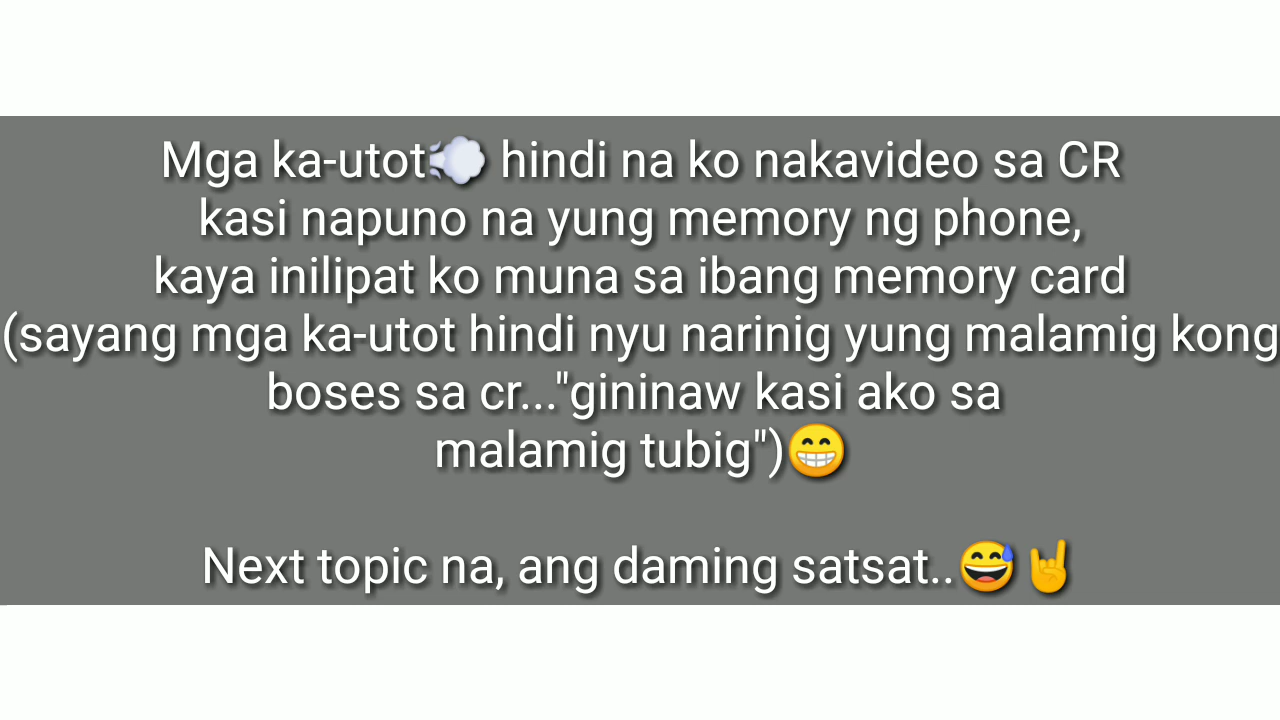 Mga ka-utot💨 hindi na ko nakavideo sa CR
kasi napuno na yung memory ng phone,
kaya inilipat ko muna sa ibang memory card
(sayang mga ka-utot hindi nyu narinig yung malamig kong
boses sa cr..."gininaw kasi ako sa
malamig tubig")😁
Next topic na, ang daming satsat..😅🤘